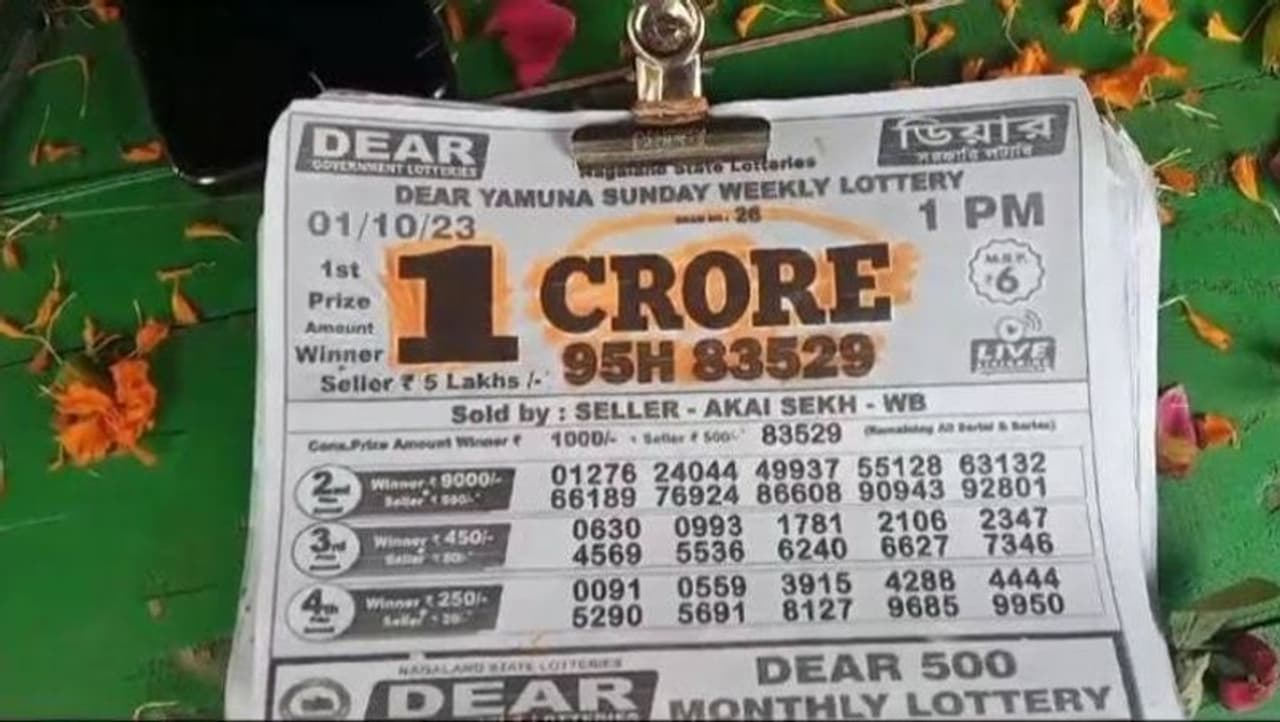 DEAR
GOVERNMENT LOTTERIES
ডিয়ার
Nagaland State Lotteries
DEAR YAMUNA SUNDAY WEEKLY LOTTERY
01/10/23
26
1 PM
1st
Prize
Amount
Winner
1 CRORE
95H 83529
M.R.P.
₹6
LIVE
Seller ₹ 5 Lakhs /-
Sold by : SELLER - AKAI SEKH - WB
Cons.Prize Amount Winner ₹ 1000/- Seller ₹ 500/- 83529 (Remaining All Serial & Series)
2nd
Winner ₹ 9000/-
01276 24044 49937 55128 63132
66189 76924 86608 90943 92801
3rd
Winner ₹ 450/-
0630 0993 1781 2106 2347
4569 5536 6240 6627 7346
4th
Winner ₹ 250/-
0091 0559 3915 4288 4444
5290 5691 8127 9685 9950
NAGALAND STATE LOTTERIES
DEAR
DEAR 500
MONTHLY LOTTERY